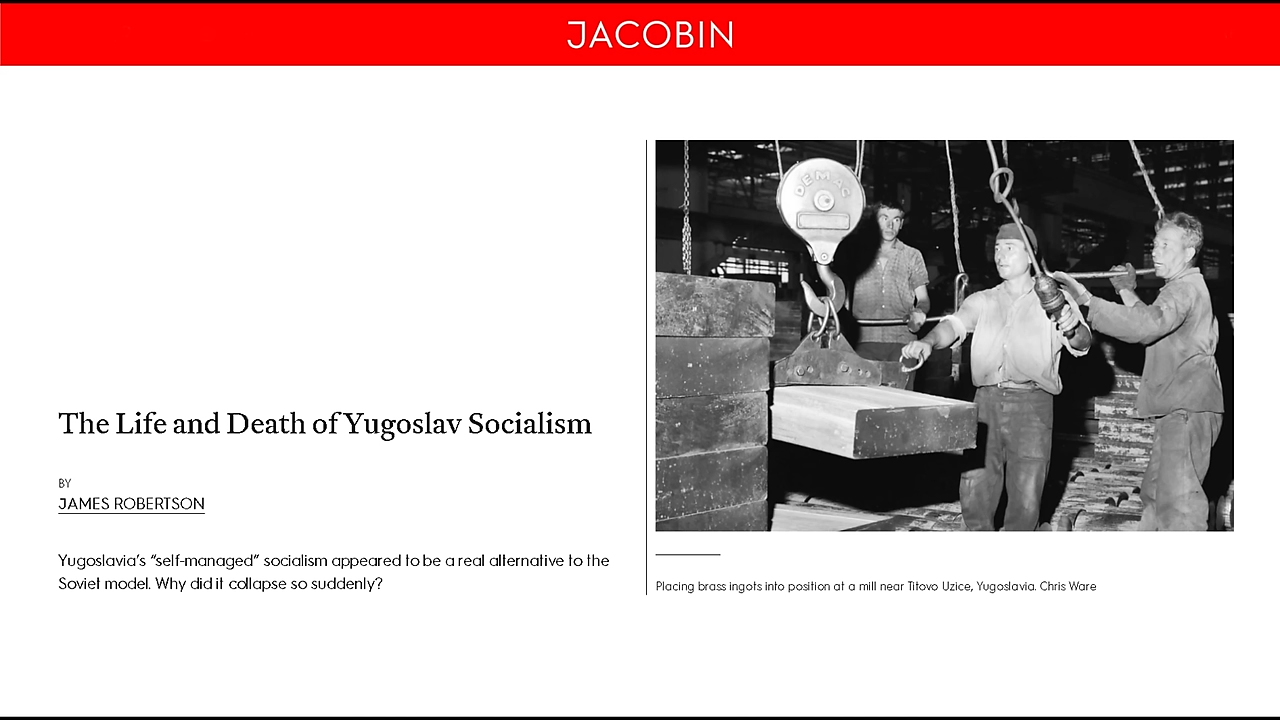 JACOBIN
DEMAG
The Life and Death of Yugoslav Socialism
BY
JAMES ROBERTSON
Yugoslavia's “self-managed” socialism appeared to be a real alternative to the
Soviet model. Why did it collapse so suddenly?
Placing brass ingots into position at a mill near Titovo Uzice, Yugoslavia. Chris Ware